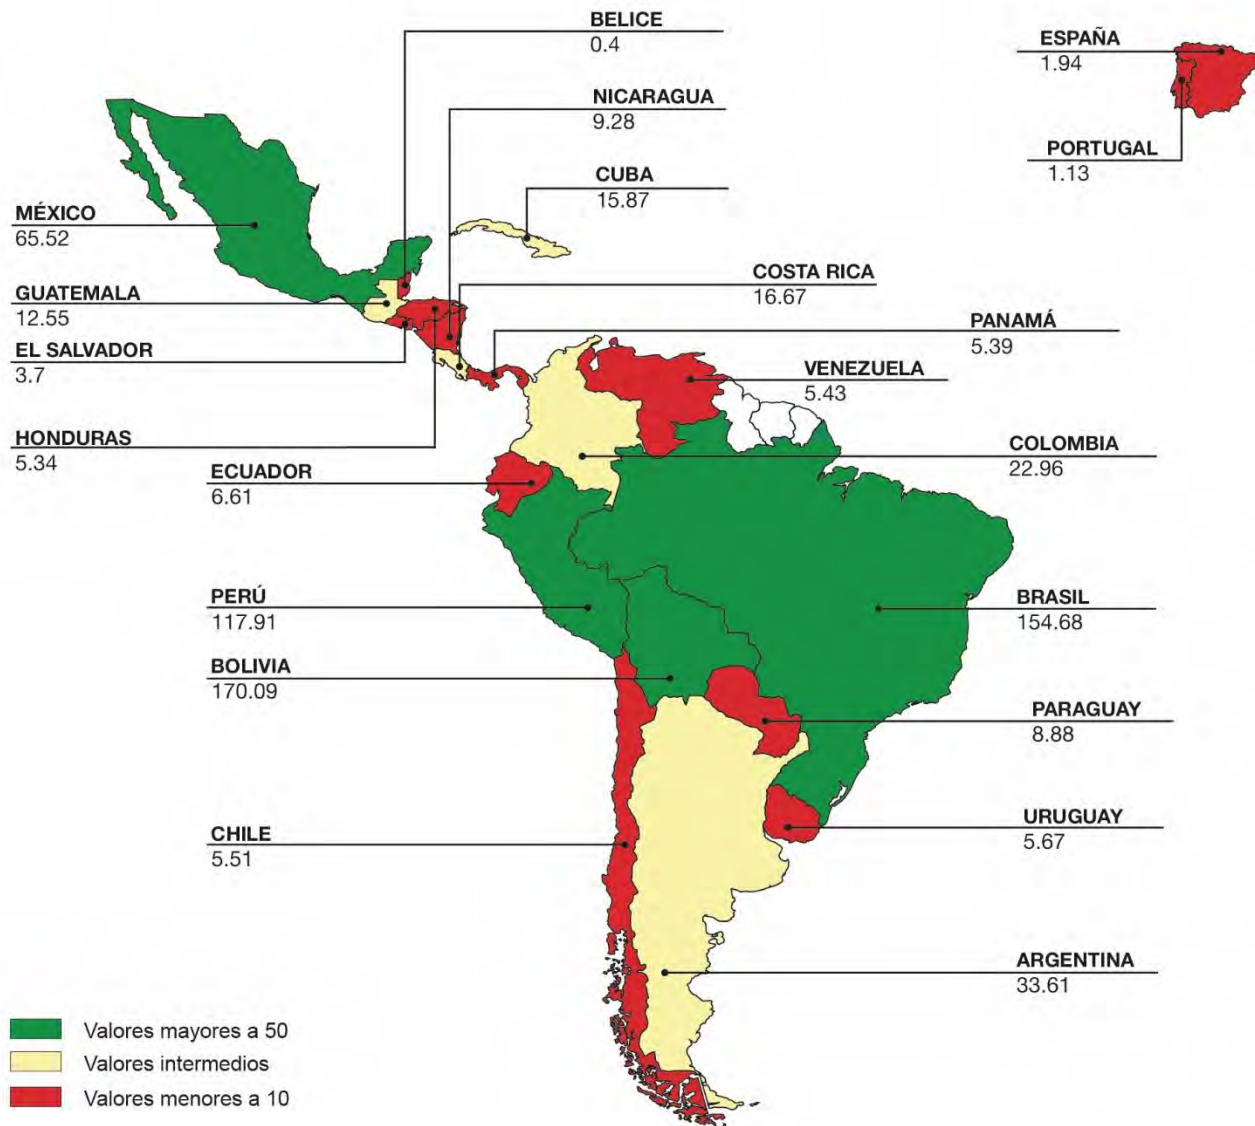 BELICE
0.4
ESPAÑA
1.94
NICARAGUA
9.28
PORTUGAL
1.13
CUBA
15.87
MÉXICO
65.52
COSTA RICA
16.67
GUATEMALA
12.55
PANAMÁ
5.39
EL SALVADOR
3.7
VENEZUELA
5.43
HONDURAS
5.34
COLOMBIA
22.96
ECUADOR
6.61
PERÚ
117.91
BRASIL
154.68
BOLIVIA
170.09
PARAGUAY
8.88
CHILE
5.51
URUGUAY
5.67
ARGENTINA
33.61
Valores mayores a 50
Valores intermedios
Valores menores a 10